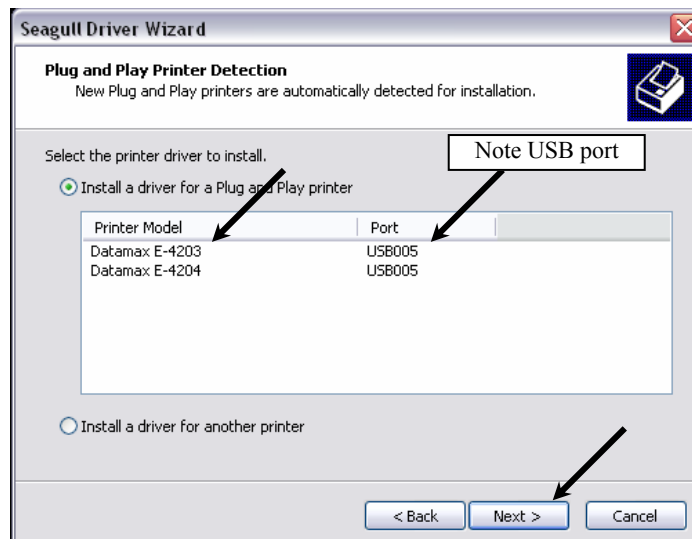 Seagull Driver Wizard
Plug and Play Printer Detection
New Plug and Play printers are automatically detected for installation.
Select the printer driver to install.
Note USB port
Install a driver for a Plug and Play printer
Printer Model Port
Datamax E-4203 USB005
Datamax E-4204 USB005
Install a driver for another printer
< Back Next > Cancel